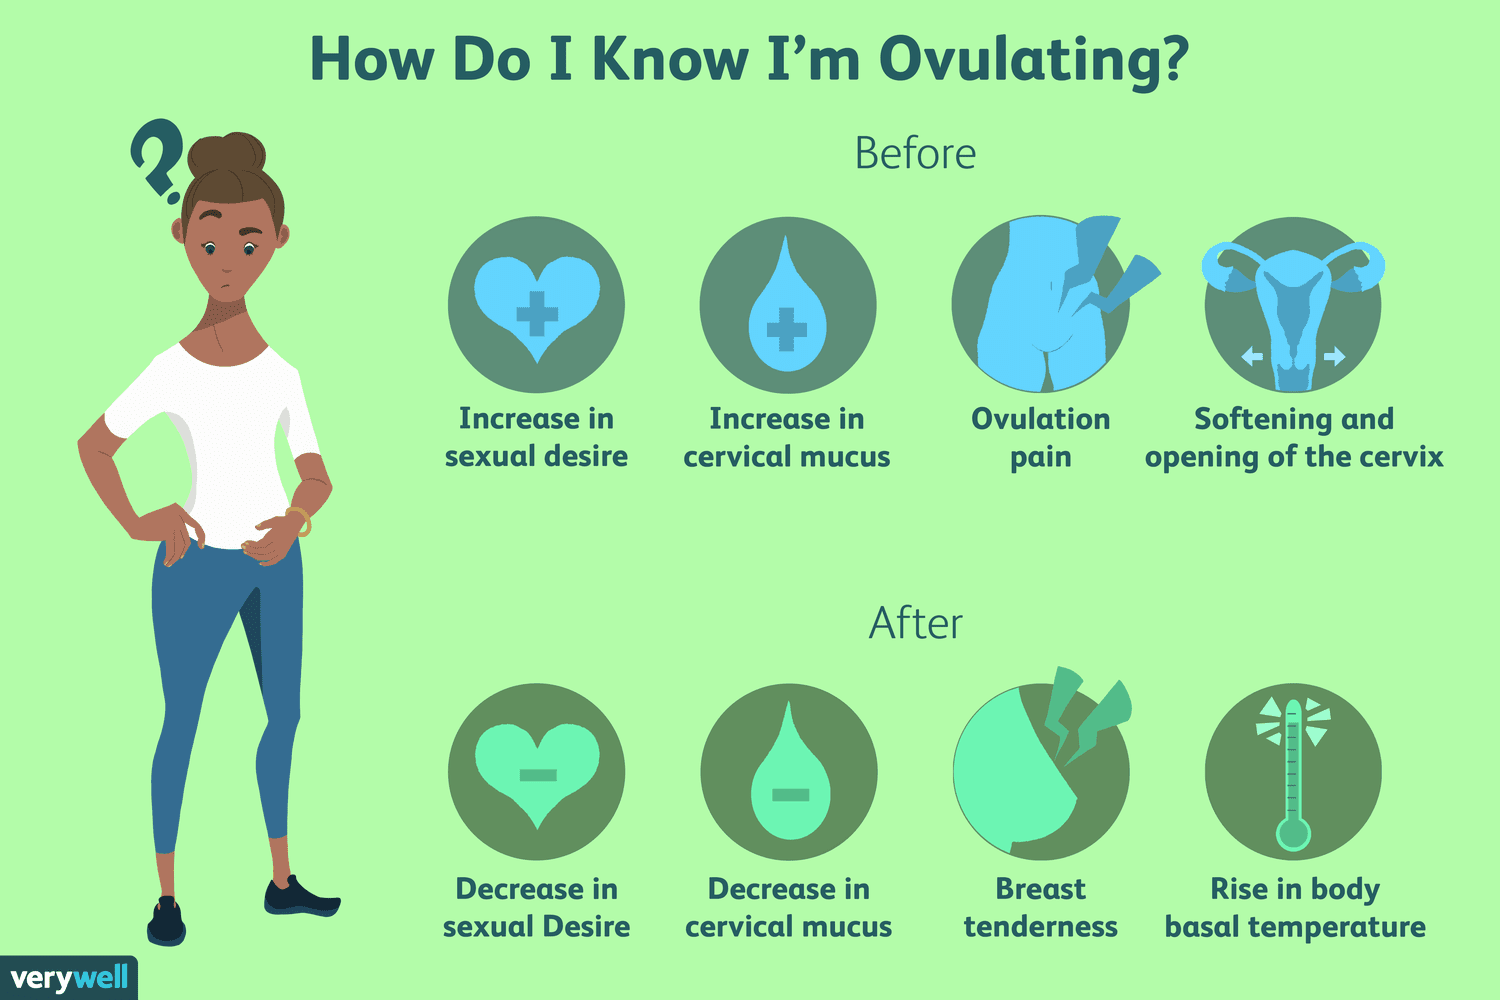 How Do I Know I'm Ovulating?
Before
Increase in
sexual desire
Increase in
cervical mucus
Ovulation
pain
Softening and
opening of the cervix
After
Decrease in
sexual Desire
Decrease in
cervical mucus
Breast
tenderness
Rise in body
basal temperature
verywell